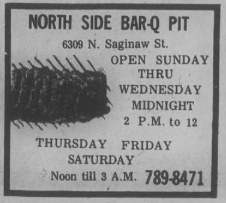 NORTH SIDE BAR-Q PIT
6309 N. Saginaw St.
OPEN SUNDAY
THRU
WEDNESDAY
MIDNIGHT
2 P.M. to 12
THURSDAY FRIDAY
SATURDAY
Noon till 3 A.M. 789-8471